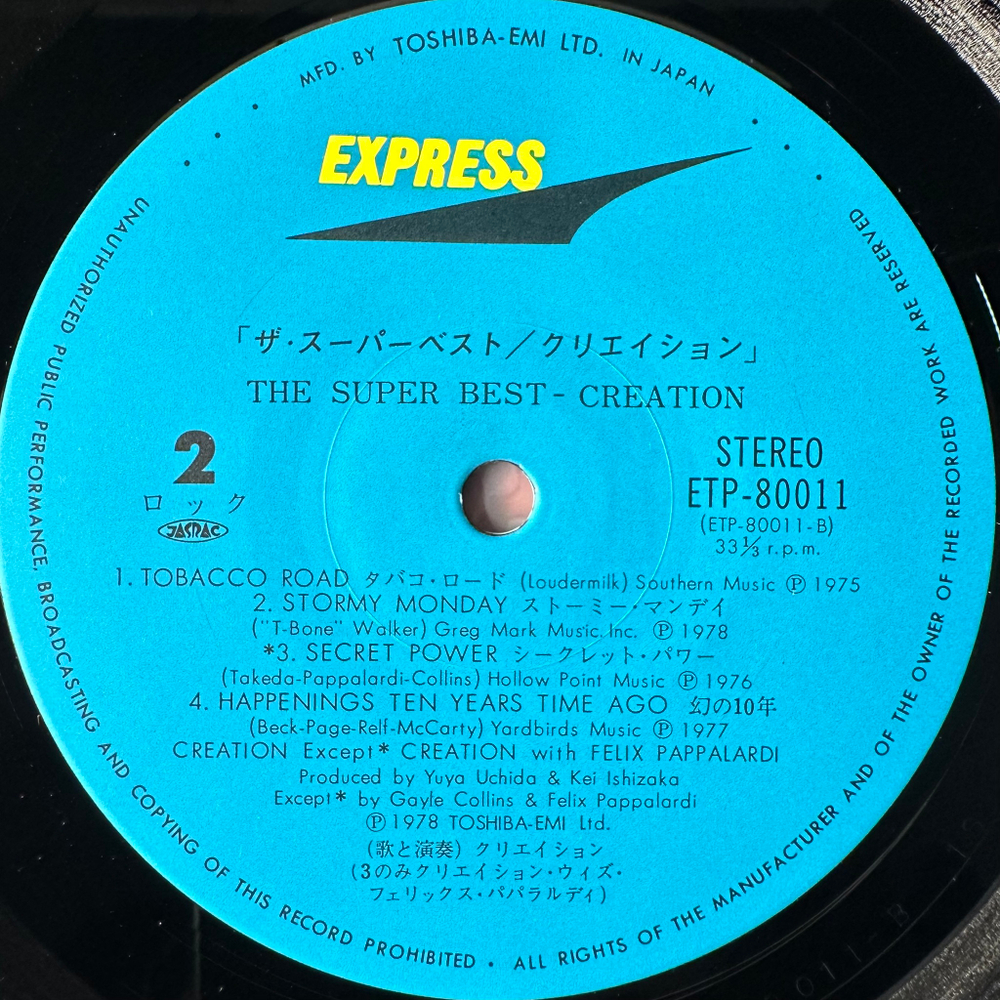 MFD. BY TOSHIBA-EMI LTD. IN JAPAN
EXPRESS
「ザ・スーパーベスト／クリエイション」
THE SUPER BEST - CREATION
2
ロック
JASRAC
STEREO
ETP-80011
(ETP-80011-B)
33⅓ r.p.m.
1. TOBACCO ROAD タバコ・ロード (Loudermilk) Southern Music Ⓟ 1975
2. STORMY MONDAY ストーミー・マンデイ
("T-Bone" Walker) Greg Mark Music. Inc. Ⓟ 1978
*3. SECRET POWER シークレット・パワー
(Takeda-Pappalardi-Collins) Hollow Point Music Ⓟ 1976
4. HAPPENINGS TEN YEARS TIME AGO 幻の10年
(Beck-Page-Relf-McCarty) Yardbirds Music Ⓟ 1977
CREATION Except* CREATION with FELIX PAPPALARDI
Produced by Yuya Uchida & Kei Ishizaka
Except* by Gayle Collins & Felix Pappalardi
Ⓟ 1978 TOSHIBA-EMI Ltd.
(歌と演奏) クリエイション
(3のみクリエイション・ウィズ・
フェリックス・パパラルディ)
UNAUTHORIZED PUBLIC PERFORMANCE, BROADCASTING AND COPYING OF THIS RECORD PROHIBITED • ALL RIGHTS OF THE MANUFACTURER AND OF THE OWNER OF THE RECORDED WORK ARE RESERVED